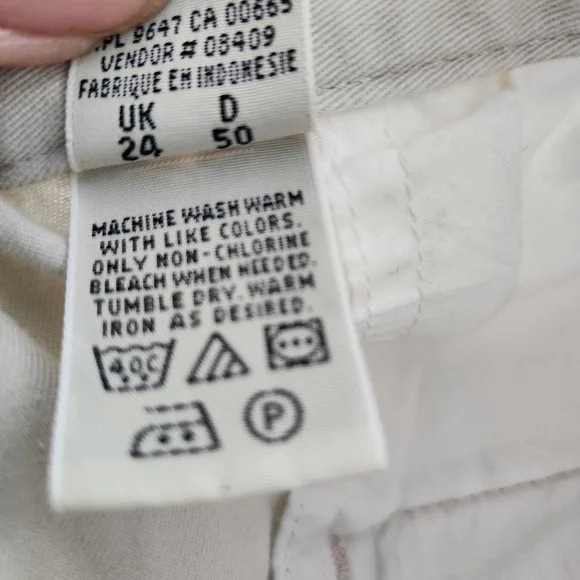 RPL 9647 CA 00665
VENDOR # 08409
FABRIQUE EN INDONESIE
UK D
24 50
MACHINE WASH WARM
WITH LIKE COLORS.
ONLY NON-CHLORINE
BLEACH WHEN NEEDED.
TUMBLE DRY. WARM
IRON AS DESIRED.
40C
P